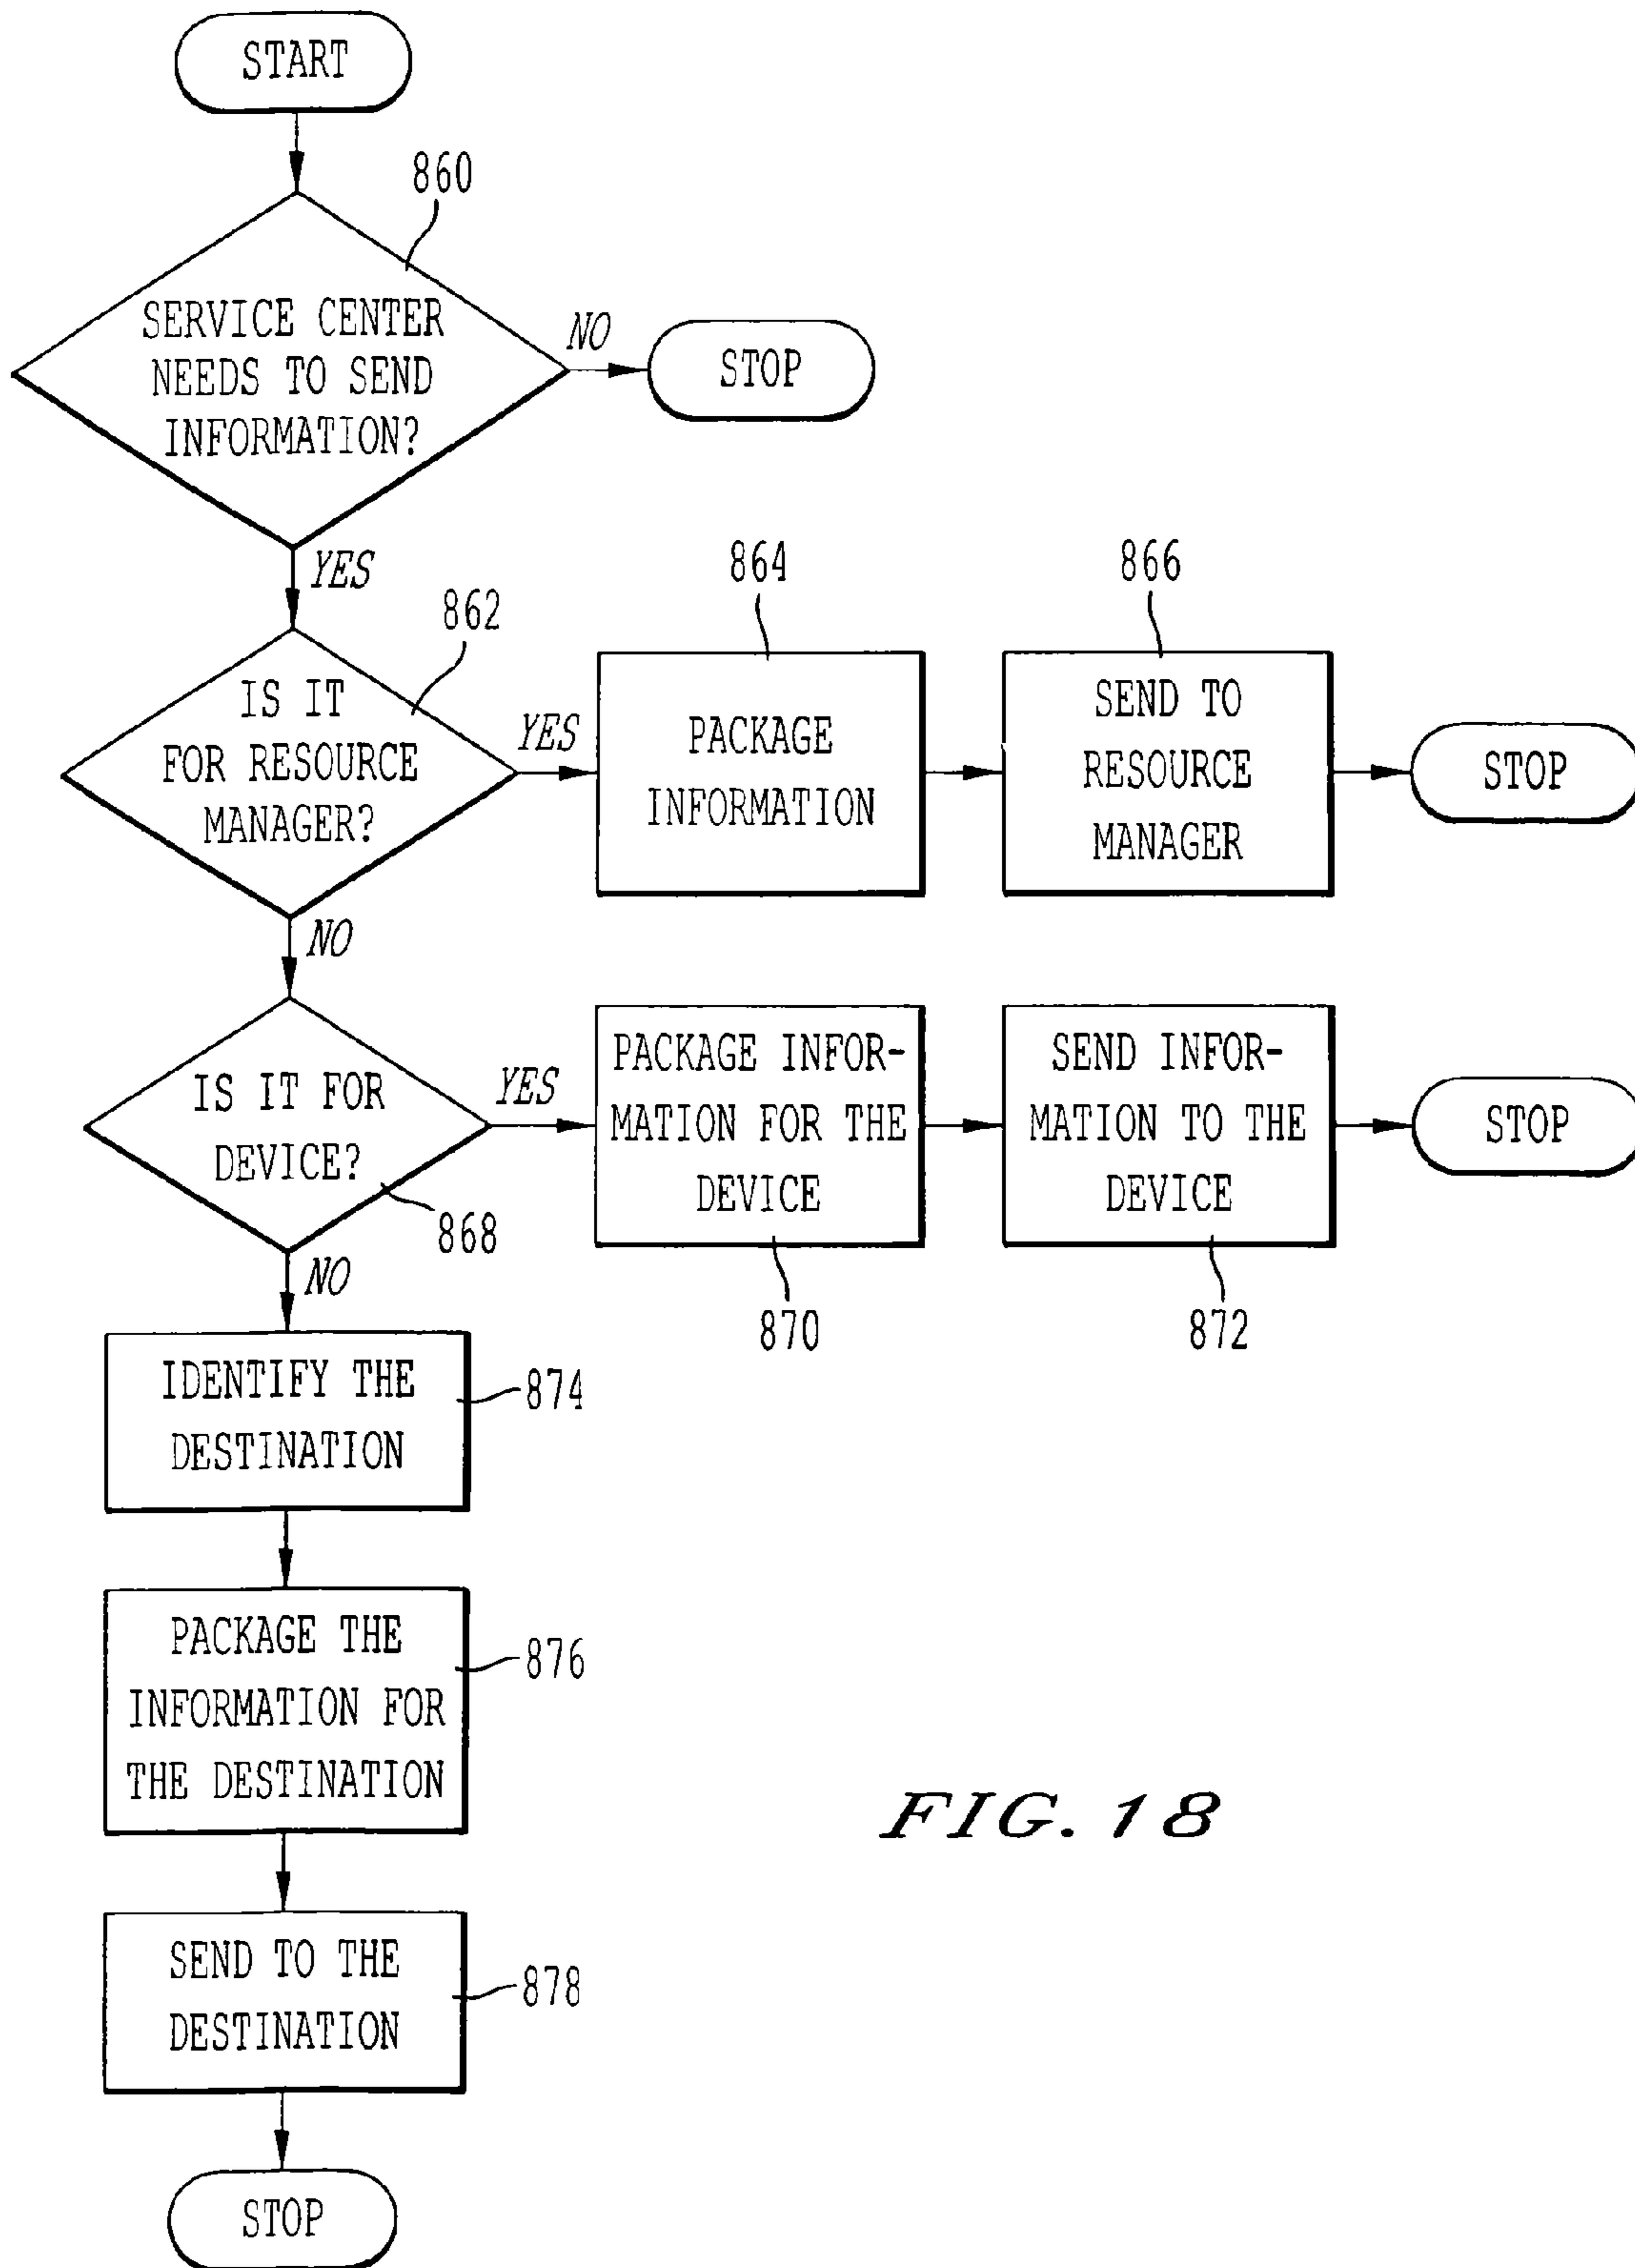 START
860
SERVICE CENTER
NEEDS TO SEND
INFORMATION?
NO
STOP
YES
862
IS IT
FOR RESOURCE
MANAGER?
YES
864
PACKAGE
INFORMATION
866
SEND TO
RESOURCE
MANAGER
STOP
NO
IS IT FOR
DEVICE?
868
YES
PACKAGE INFOR-
MATION FOR THE
DEVICE
870
SEND INFOR-
MATION TO THE
DEVICE
872
STOP
NO
IDENTIFY THE
DESTINATION
874
PACKAGE THE
INFORMATION FOR
THE DESTINATION
876
SEND TO THE
DESTINATION
878
STOP
FIG. 18